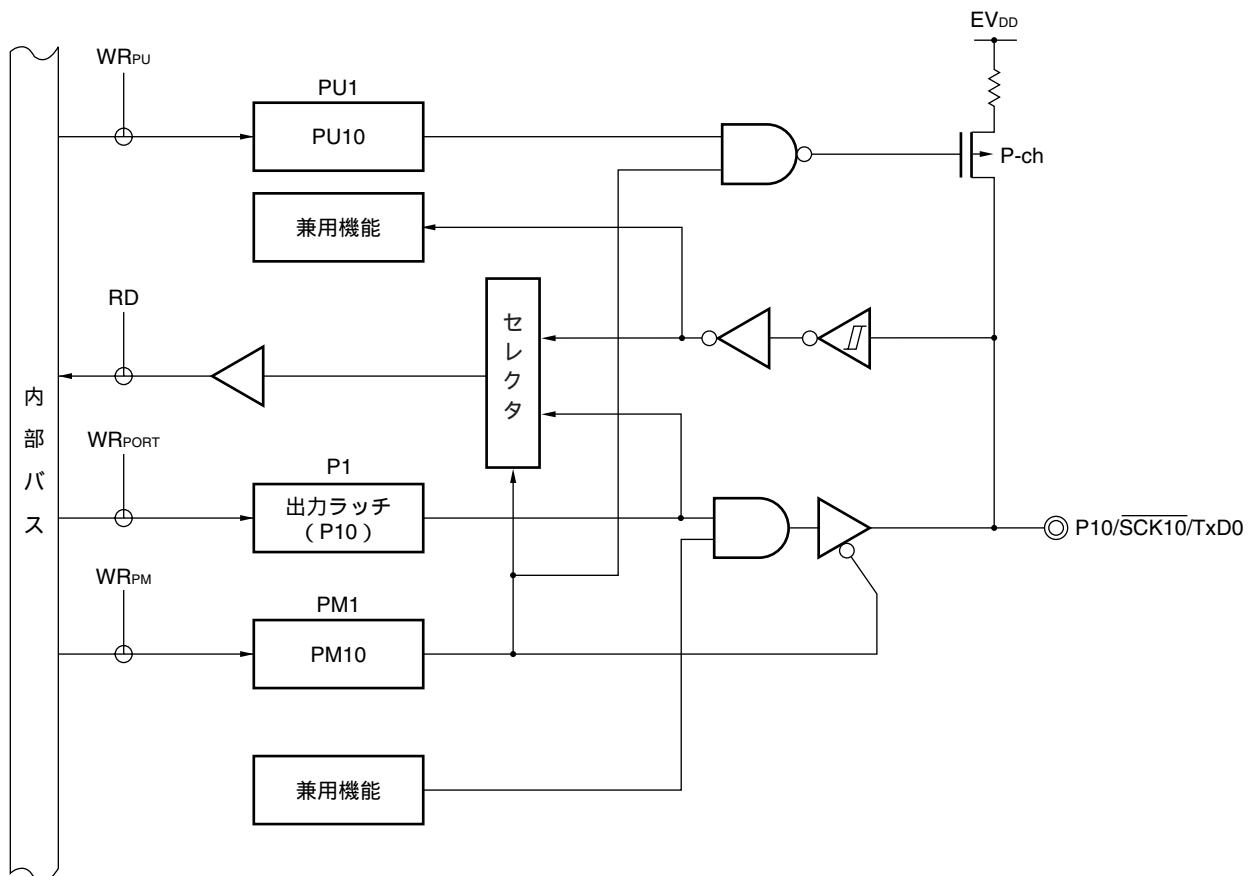 EVDD
WRPU
PU1
PU10
P-ch
兼用機能
RD
セレクタ
内部バス
WRPORT
P1
出力ラッチ
（P10）
P10/SCK10/TxD0
WRPM
PM1
PM10
兼用機能